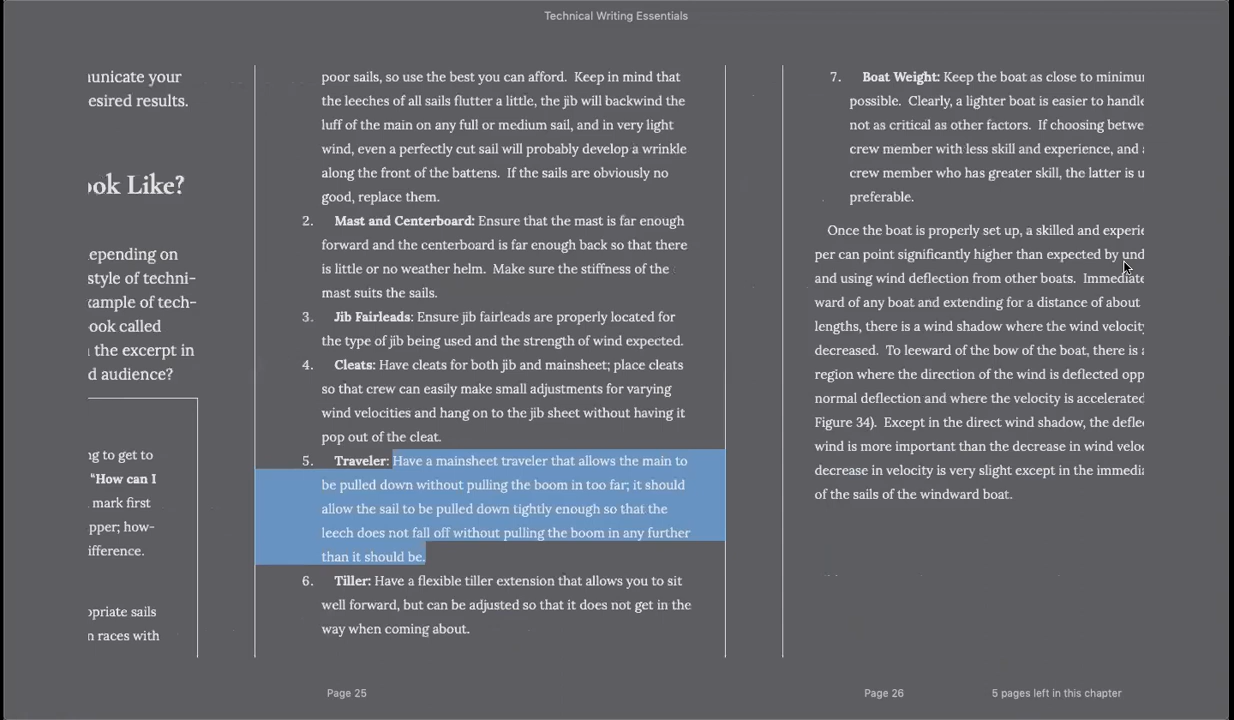 Technical Writing Essentials
unicate your
esired results.
ok Like?
epending on
style of techni-
xample of tech-
ook called
the excerpt in
d audience?
ng to get to
"How can I
mark first
pper; how-
ifference.
opriate sails
n races with
poor sails, so use the best you can afford. Keep in mind that
the leeches of all sails flutter a little, the jib will backwind the
luff of the main on any full or medium sail, and in very light
wind, even a perfectly cut sail will probably develop a wrinkle
along the front of the battens. If the sails are obviously no
good, replace them.
2. Mast and Centerboard: Ensure that the mast is far enough
forward and the centerboard is far enough back so that there
is little or no weather helm. Make sure the stiffness of the
mast suits the sails.
3. Jib Fairleads: Ensure jib fairleads are properly located for
the type of jib being used and the strength of wind expected.
4. Cleats: Have cleats for both jib and mainsheet; place cleats
so that crew can easily make small adjustments for varying
wind velocities and hang on to the jib sheet without having it
pop out of the cleat.
5. Traveler: Have a mainsheet traveler that allows the main to
be pulled down without pulling the boom in too far; it should
allow the sail to be pulled down tightly enough so that the
leech does not fall off without pulling the boom in any further
than it should be.
6. Tiller: Have a flexible tiller extension that allows you to sit
well forward, but can be adjusted so that it does not get in the
way when coming about.
7. Boat Weight: Keep the boat as close to minimu
possible. Clearly, a lighter boat is easier to handle
not as critical as other factors. If choosing betwe
crew member with less skill and experience, and
crew member who has greater skill, the latter is u
preferable.
Once the boat is properly set up, a skilled and experie
per can point significantly higher than expected by und
and using wind deflection from other boats. Immediate
ward of any boat and extending for a distance of about
lengths, there is a wind shadow where the wind velocity
decreased. To leeward of the bow of the boat, there is
region where the direction of the wind is deflected opp
normal deflection and where the velocity is accelerated
Figure 34). Except in the direct wind shadow, the defle
wind is more important than the decrease in wind veloc
decrease in velocity is very slight except in the immedia
of the sails of the windward boat.
Page 25
Page 26
5 pages left in this chapter